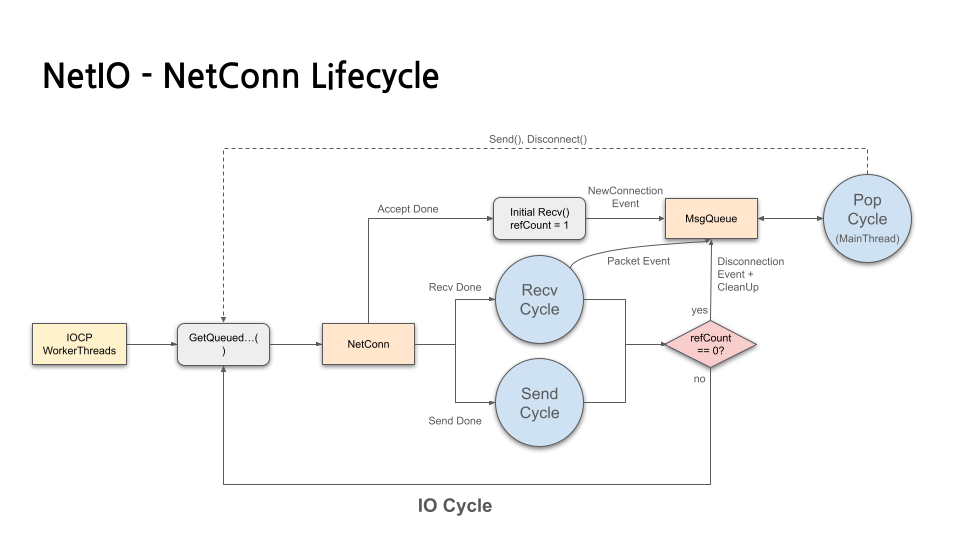 NetIO - NetConn Lifecycle
Send(), Disconnect()
Accept Done
Initial Recv()
refCount = 1
NewConnection
Event
MsgQueue
Pop
Cycle
(MainThread)
Packet Event
Disconnection
Event +
CleanUp
Recv Done
Recv
Cycle
IOCP
WorkerThreads
GetQueued…(
)
NetConn
yes
refCount
== 0?
no
Send
Cycle
Send Done
IO Cycle